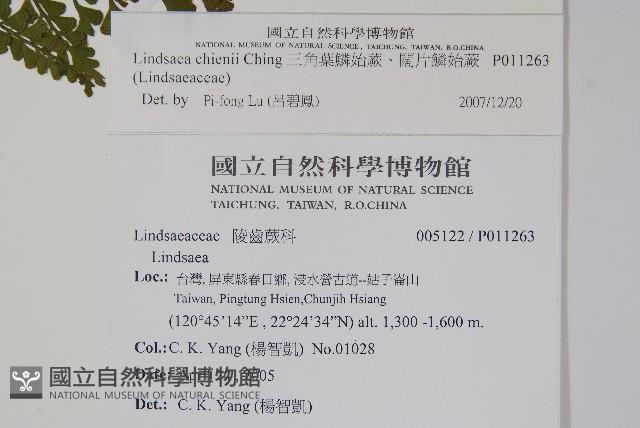 國立自然科學博物館
NATIONAL MUSEUM OF NATURAL SCIENCE, TAICHUNG, TAIWAN, R.O.CHINA
Lindsaea chienii Ching 三角葉鱗始蕨、闊片鱗始蕨 P011263
(Lindsaeaceae)
Det. by Pi-fong Lu (呂碧鳳) 2007/12/20
國立自然科學博物館
NATIONAL MUSEUM OF NATURAL SCIENCE
TAICHUNG, TAIWAN, R.O.CHINA
Lindsaeaceae 陵齒蕨科 005122 / P011263
Lindsaea
Loc.: 台灣, 屏東縣春日鄉, 浸水營古道--姑子崙山
Taiwan, Pingtung Hsien,Chunjih Hsiang
(120°45’14”E , 22°24’34”N) alt. 1,300 -1,600 m.
Col.: C. K. Yang (楊智凱) No.01028
Det.: C. K. Yang (楊智凱)
國立自然科學博物館
NATIONAL MUSEUM OF NATURAL SCIENCE